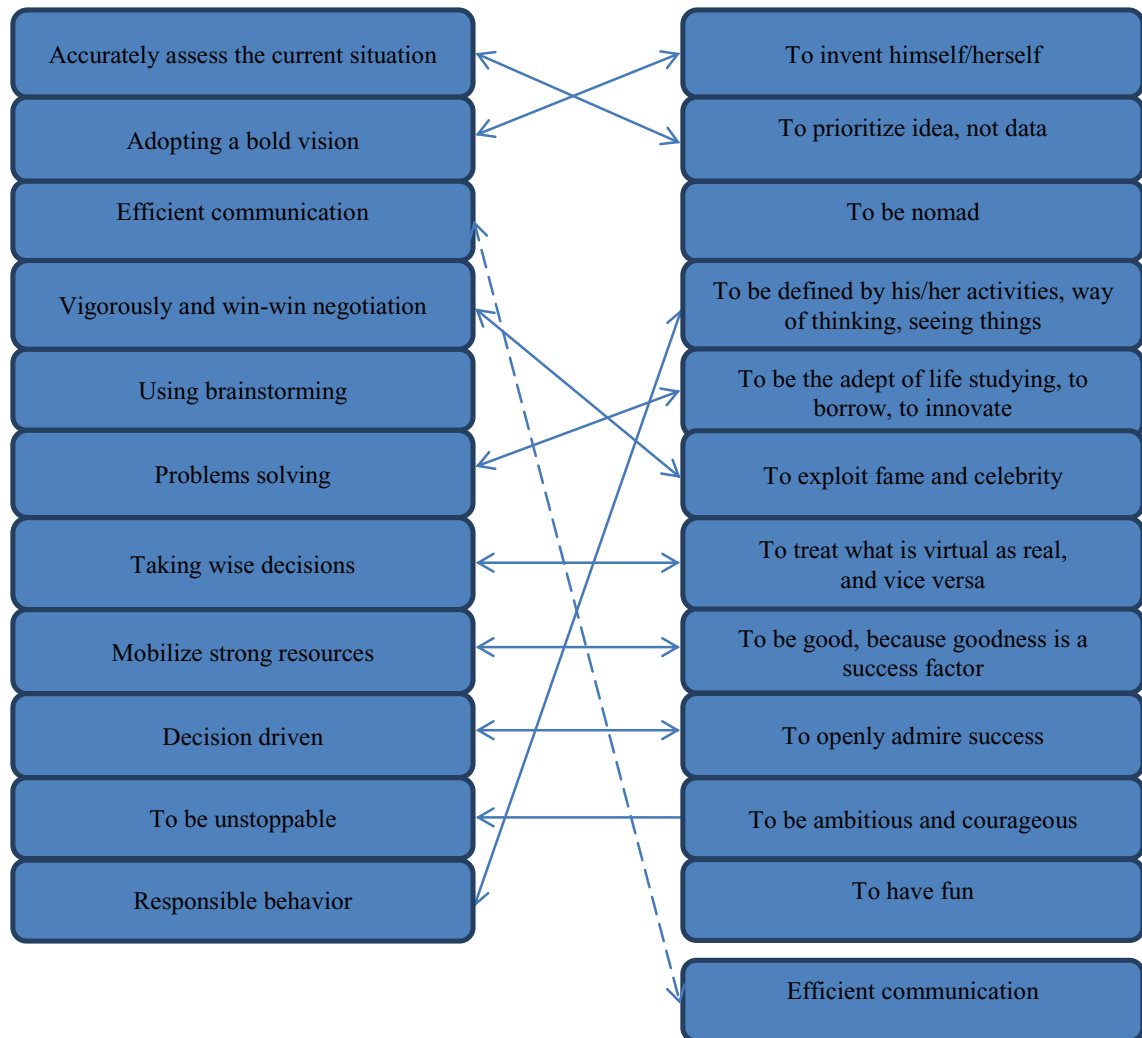 Accurately assess the current situation
Adopting a bold vision
Efficient communication
Vigorously and win-win negotiation
Using brainstorming
Problems solving
Taking wise decisions
Mobilize strong resources
Decision driven
To be unstoppable
Responsible behavior
To invent himself/herself
To prioritize idea, not data
To be nomad
To be defined by his/her activities, way
of thinking, seeing things
To be the adept of life studying, to
borrow, to innovate
To exploit fame and celebrity
To treat what is virtual as real,
and vice versa
To be good, because goodness is a
success factor
To openly admire success
To be ambitious and courageous
To have fun
Efficient communication